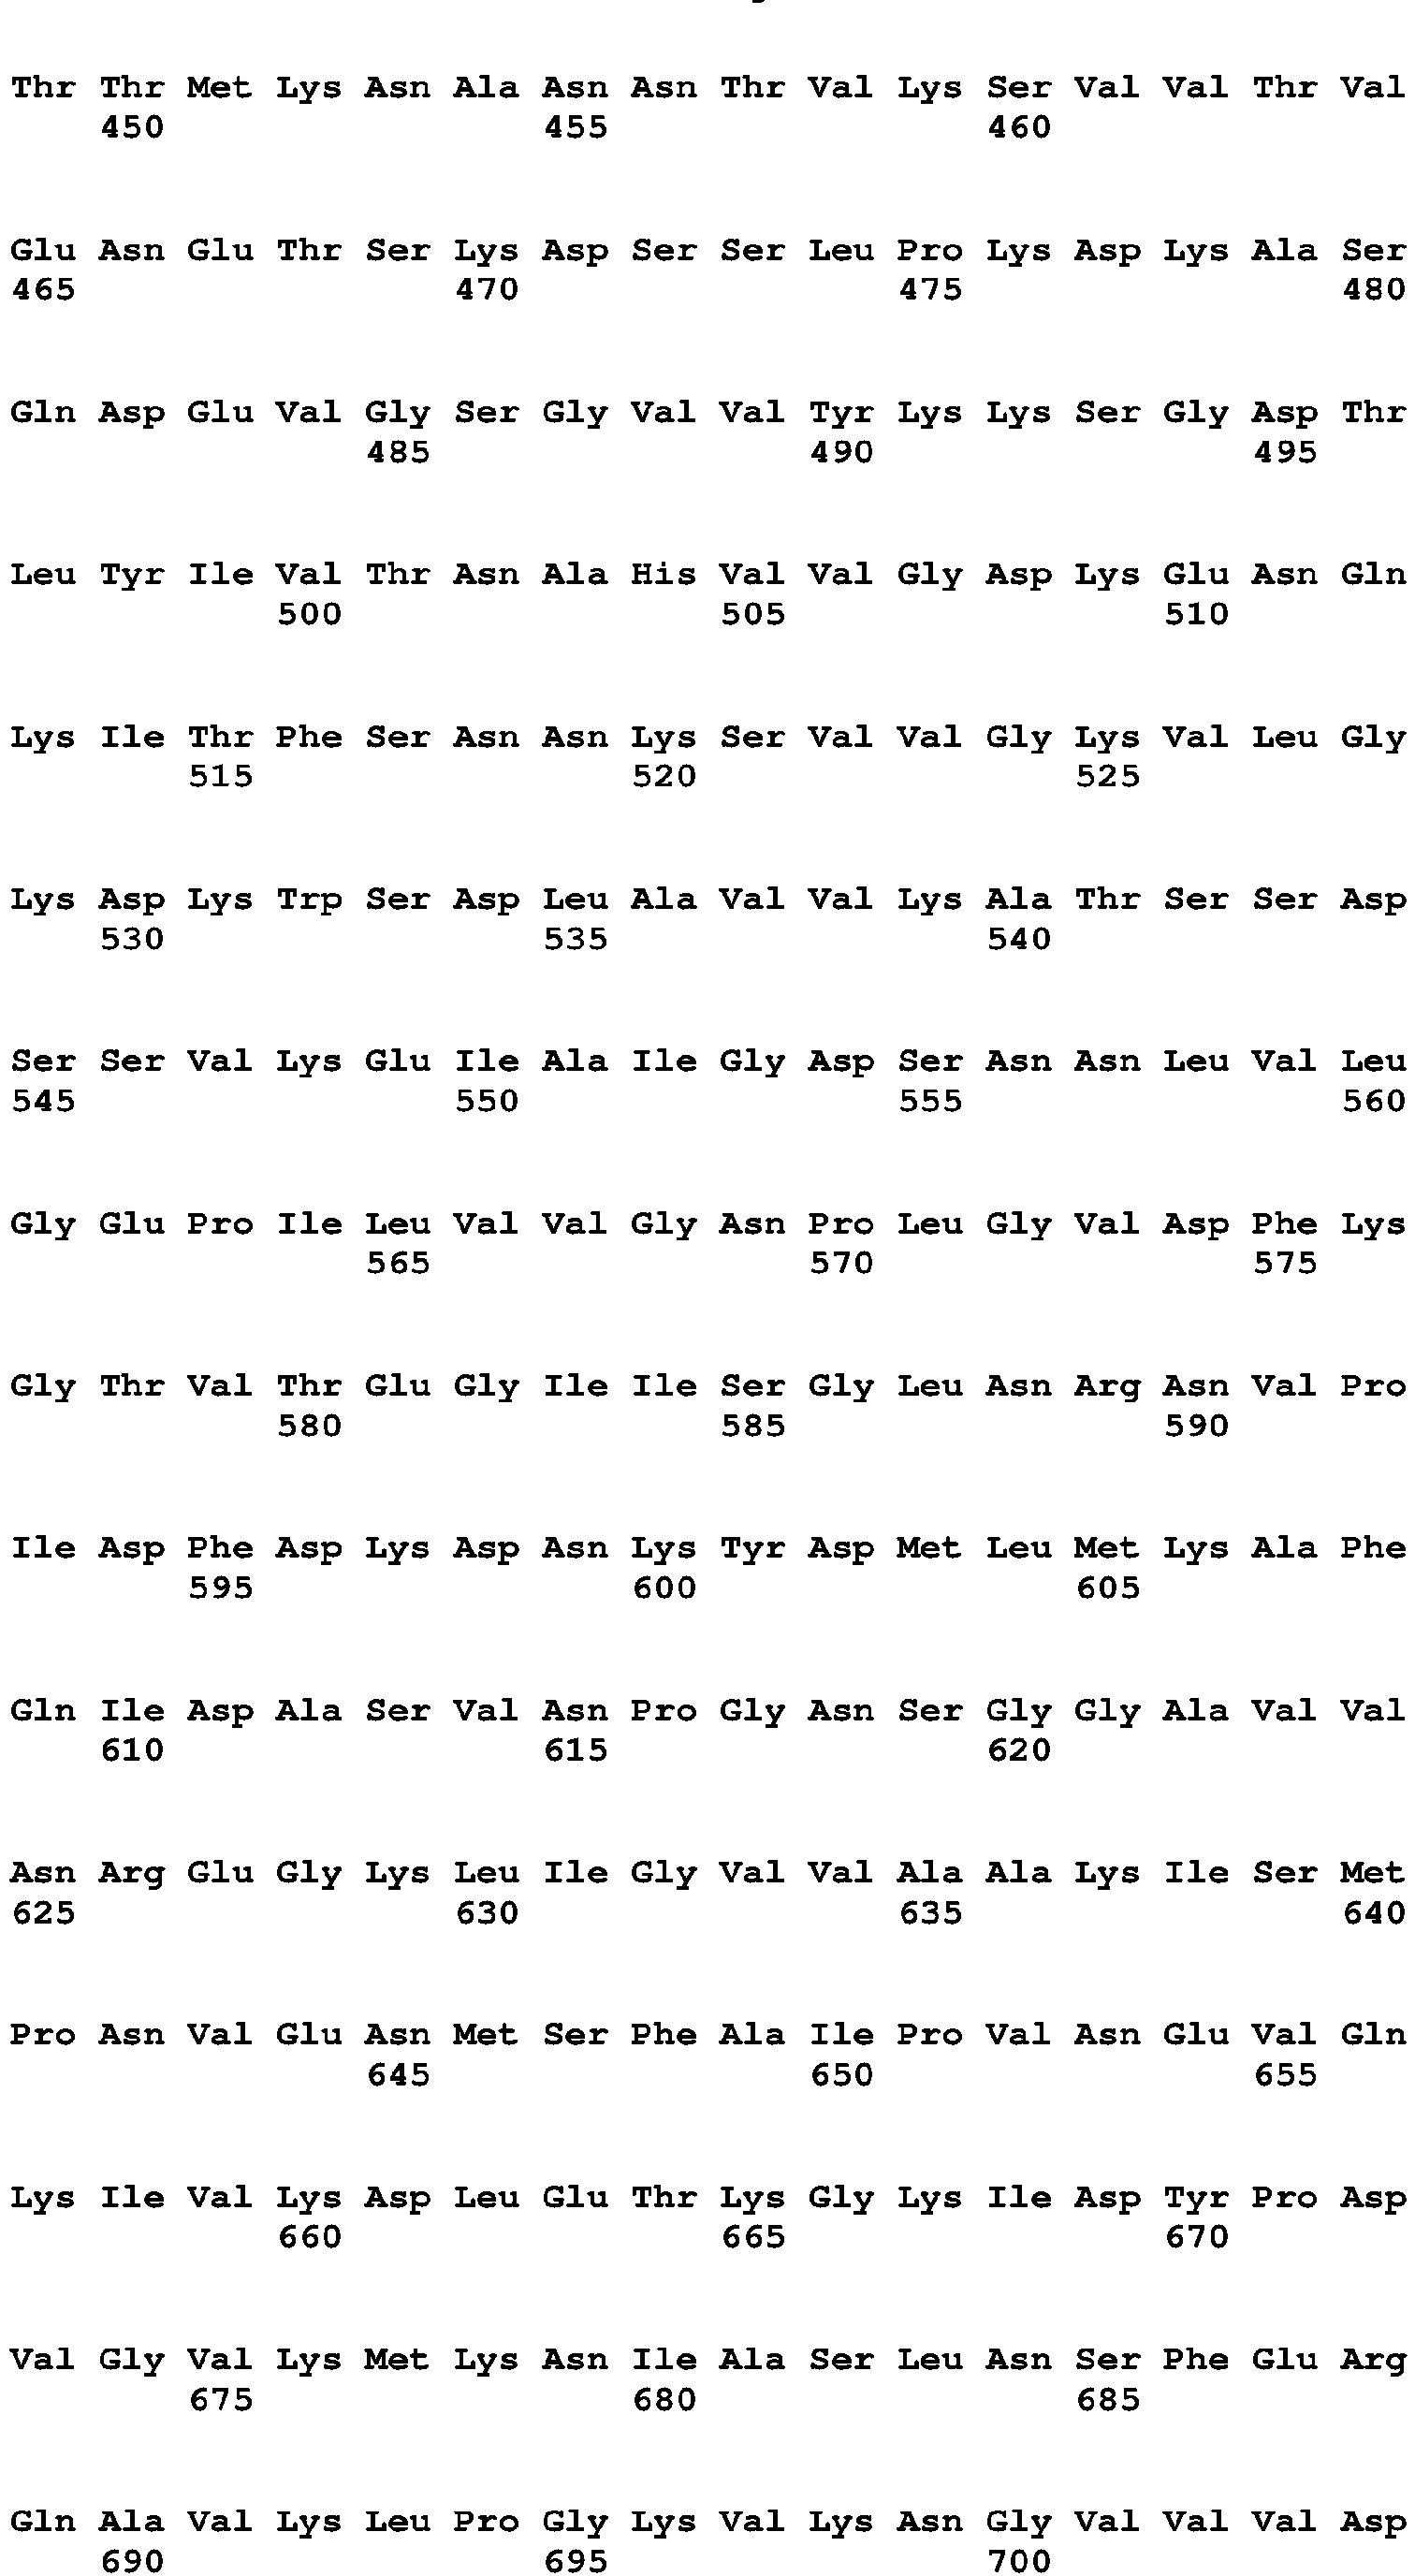 Thr Thr Met Lys Asn Ala Asn Asn Thr Val Lys Ser Val Val Thr Val
450 455 460
Glu Asn Glu Thr Ser Lys Asp Ser Ser Leu Pro Lys Asp Lys Ala Ser
465 470 475 480
Gln Asp Glu Val Gly Ser Gly Val Val Tyr Lys Lys Ser Gly Asp Thr
485 490 495
Leu Tyr Ile Val Thr Asn Ala His Val Val Gly Asp Lys Glu Asn Gln
500 505 510
Lys Ile Thr Phe Ser Asn Asn Lys Ser Val Val Gly Lys Val Leu Gly
515 520 525
Lys Asp Lys Trp Ser Asp Leu Ala Val Val Lys Ala Thr Ser Ser Asp
530 535 540
Ser Ser Val Lys Glu Ile Ala Ile Gly Asp Ser Asn Asn Leu Val Leu
545 550 555 560
Gly Glu Pro Ile Leu Val Val Gly Asn Pro Leu Gly Val Asp Phe Lys
565 570 575
Gly Thr Val Thr Glu Gly Ile Ile Ser Gly Leu Asn Arg Asn Val Pro
580 585 590
Ile Asp Phe Asp Lys Asp Asn Lys Tyr Asp Met Leu Met Lys Ala Phe
595 600 605
Gln Ile Asp Ala Ser Val Asn Pro Gly Asn Ser Gly Gly Ala Val Val
610 615 620
Asn Arg Glu Gly Lys Leu Ile Gly Val Val Ala Ala Lys Ile Ser Met
625 630 635 640
Pro Asn Val Glu Asn Met Ser Phe Ala Ile Pro Val Asn Glu Val Gln
645 650 655
Lys Ile Val Lys Asp Leu Glu Thr Lys Gly Lys Ile Asp Tyr Pro Asp
660 665 670
Val Gly Val Lys Met Lys Asn Ile Ala Ser Leu Asn Ser Phe Glu Arg
675 680 685
Gln Ala Val Lys Leu Pro Gly Lys Val Lys Asn Gly Val Val Val Asp
690 695 700